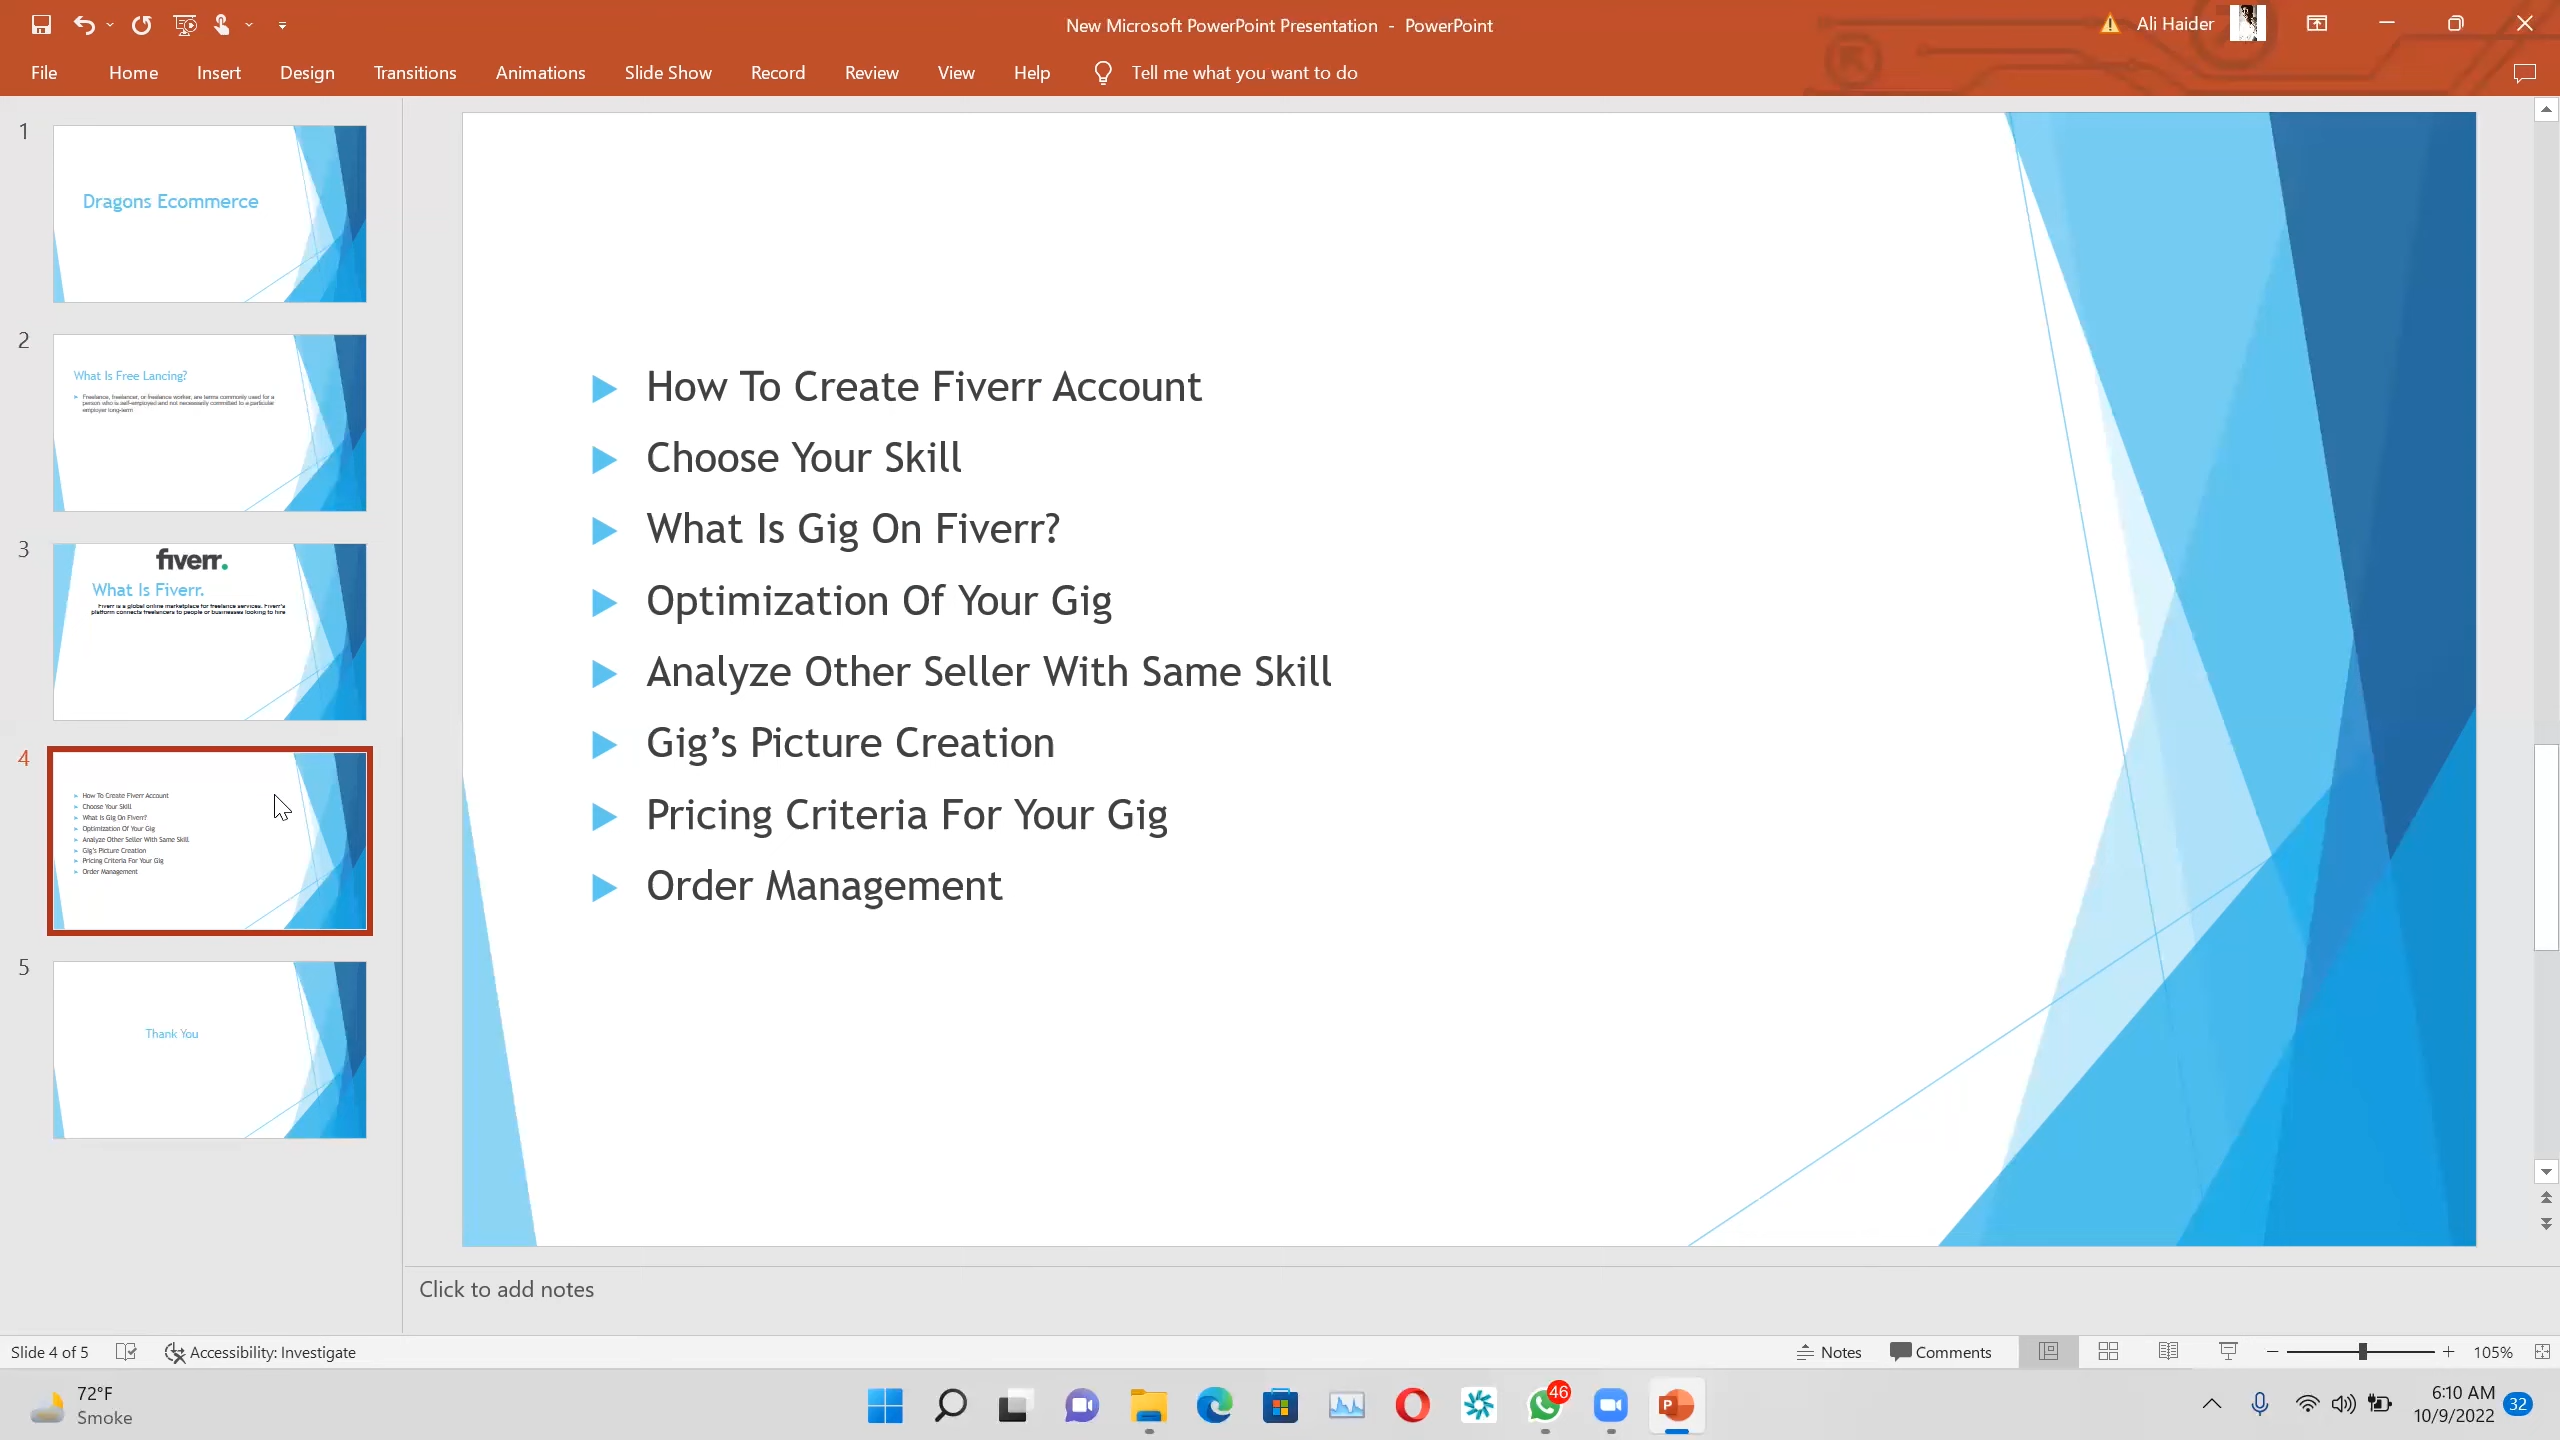 New Microsoft PowerPoint Presentation - PowerPoint
Ali Haider
File Home Insert Design Transitions Animations Slide Show Record Review View Help Tell me what you want to do
1
Dragons Ecommerce
2
What Is Free Lancing?
Freelance, freelancer, or freelance worker, are terms commonly used for a
person who is self-employed and not necessarily committed to a particular
employer long-term
3
fiverr.
What Is Fiverr.
Fiverr is a global online marketplace for freelance services. Fiverr's
platform connects freelancers to people or businesses looking to hire
4
How To Create Fiverr Account
Choose Your Skill
What Is Gig On Fiverr?
Optimization Of Your Gig
Analyze Other Seller With Same Skill
Gig's Picture Creation
Pricing Criteria For Your Gig
Order Management
5
Thank You
How To Create Fiverr Account
Choose Your Skill
What Is Gig On Fiverr?
Optimization Of Your Gig
Analyze Other Seller With Same Skill
Gig’s Picture Creation
Pricing Criteria For Your Gig
Order Management
Click to add notes
Slide 4 of 5 Accessibility: Investigate Notes Comments 105%
72°F
Smoke
46
P
6:10 AM
10/9/2022
32